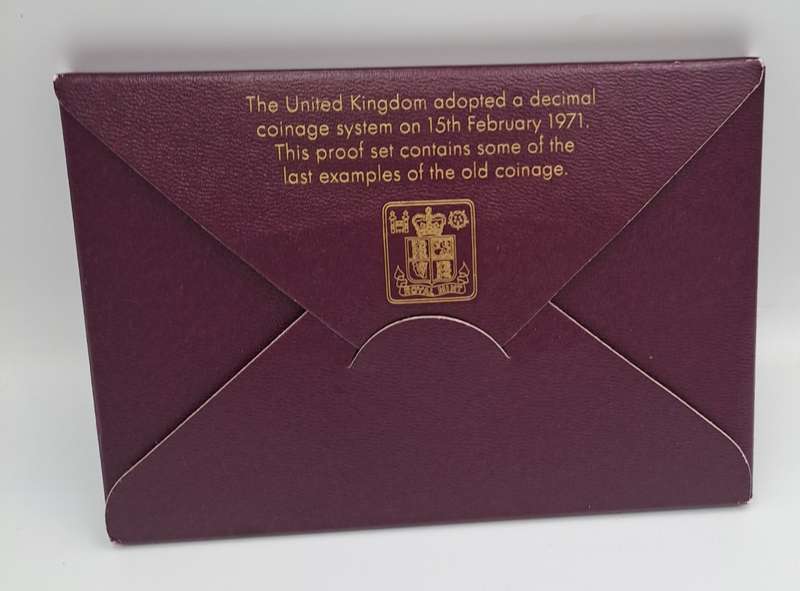 The United Kingdom adopted a decimal
coinage system on 15th February 1971.
This proof set contains some of the
last examples of the old coinage.
ROYAL MINT